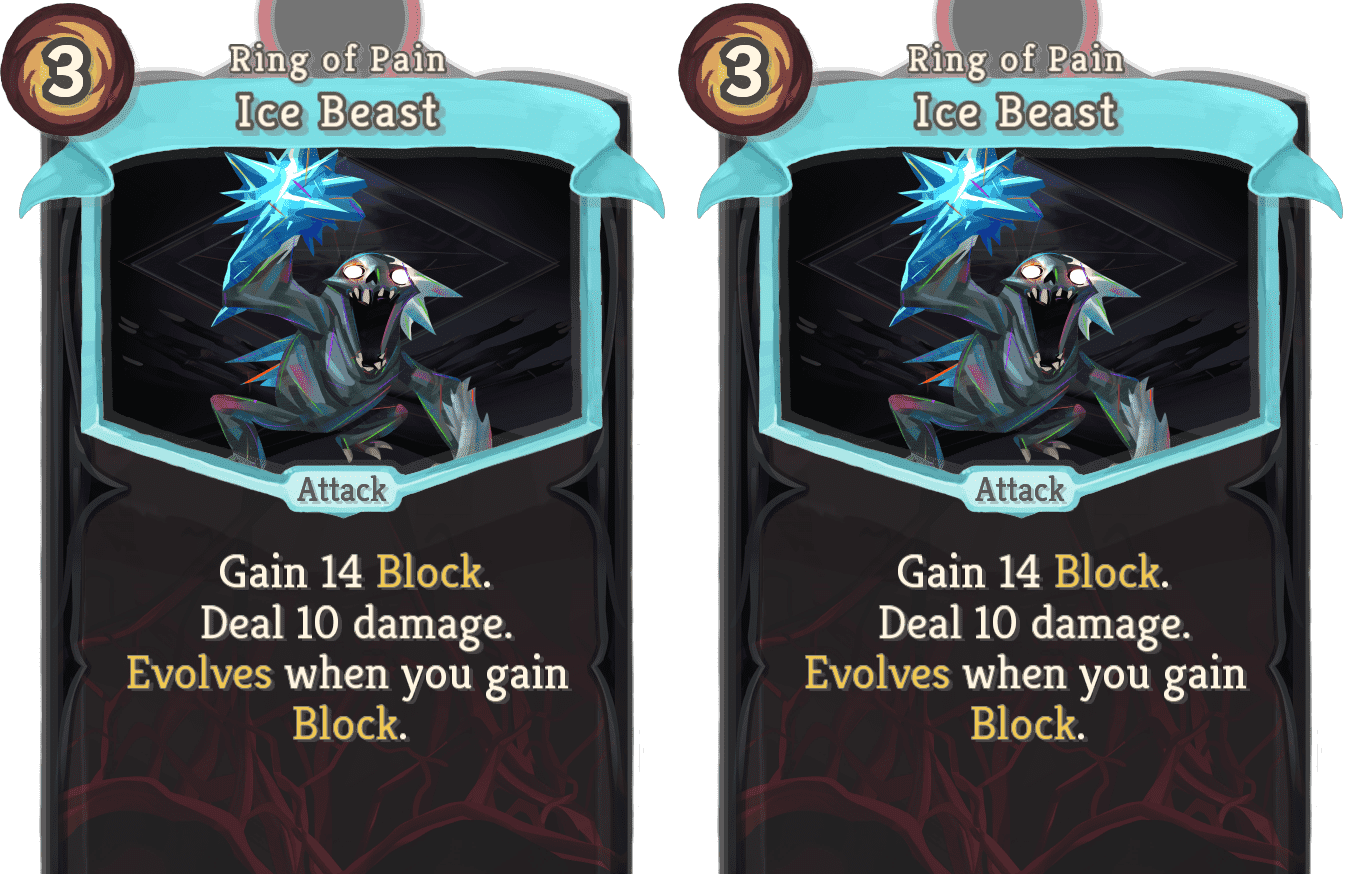 3
Ring of Pain
Ice Beast
Attack
Gain 14 Block.
Deal 10 damage.
Evolves when you gain
Block.
3
Ring of Pain
Ice Beast
Attack
Gain 14 Block.
Deal 10 damage.
Evolves when you gain
Block.